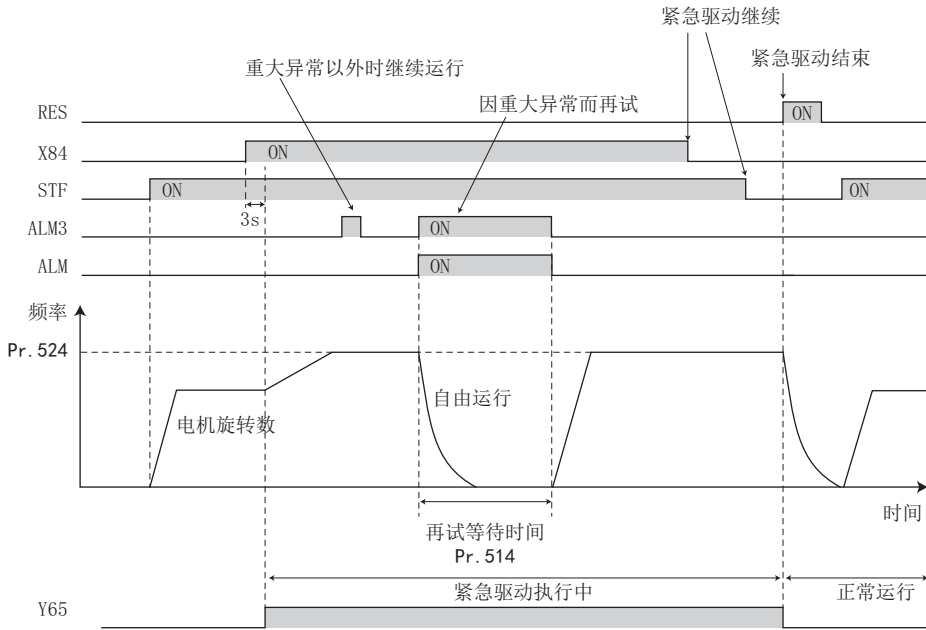 紧急驱动继续
紧急驱动结束
重大异常以外时继续运行
因重大异常而再试
RES
ON
X84
ON
STF
ON
ON
3s
ALM3
ON
ALM
ON
频率
Pr.524
电机旋转数
自由运行
时间
再试等待时间
Pr.514
紧急驱动执行中
正常运行
Y65